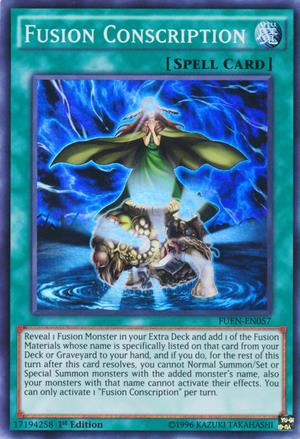 FUSION CONSCRIPTION
[SPELL CARD]
FUEN-EN057
Reveal 1 Fusion Monster in your Extra Deck and add 1 of the Fusion
Materials whose name is specifically listed on that card from your
Deck or Graveyard to your hand, and if you do, for the rest of this
turn after this card resolves, you cannot Normal Summon/Set or
Special Summon monsters with the added monster's name, also
your monsters with that name cannot activate their effects. You
can only activate 1 "Fusion Conscription" per turn.
17194258 1st Edition ©1996 KAZUKI TAKAHASHI